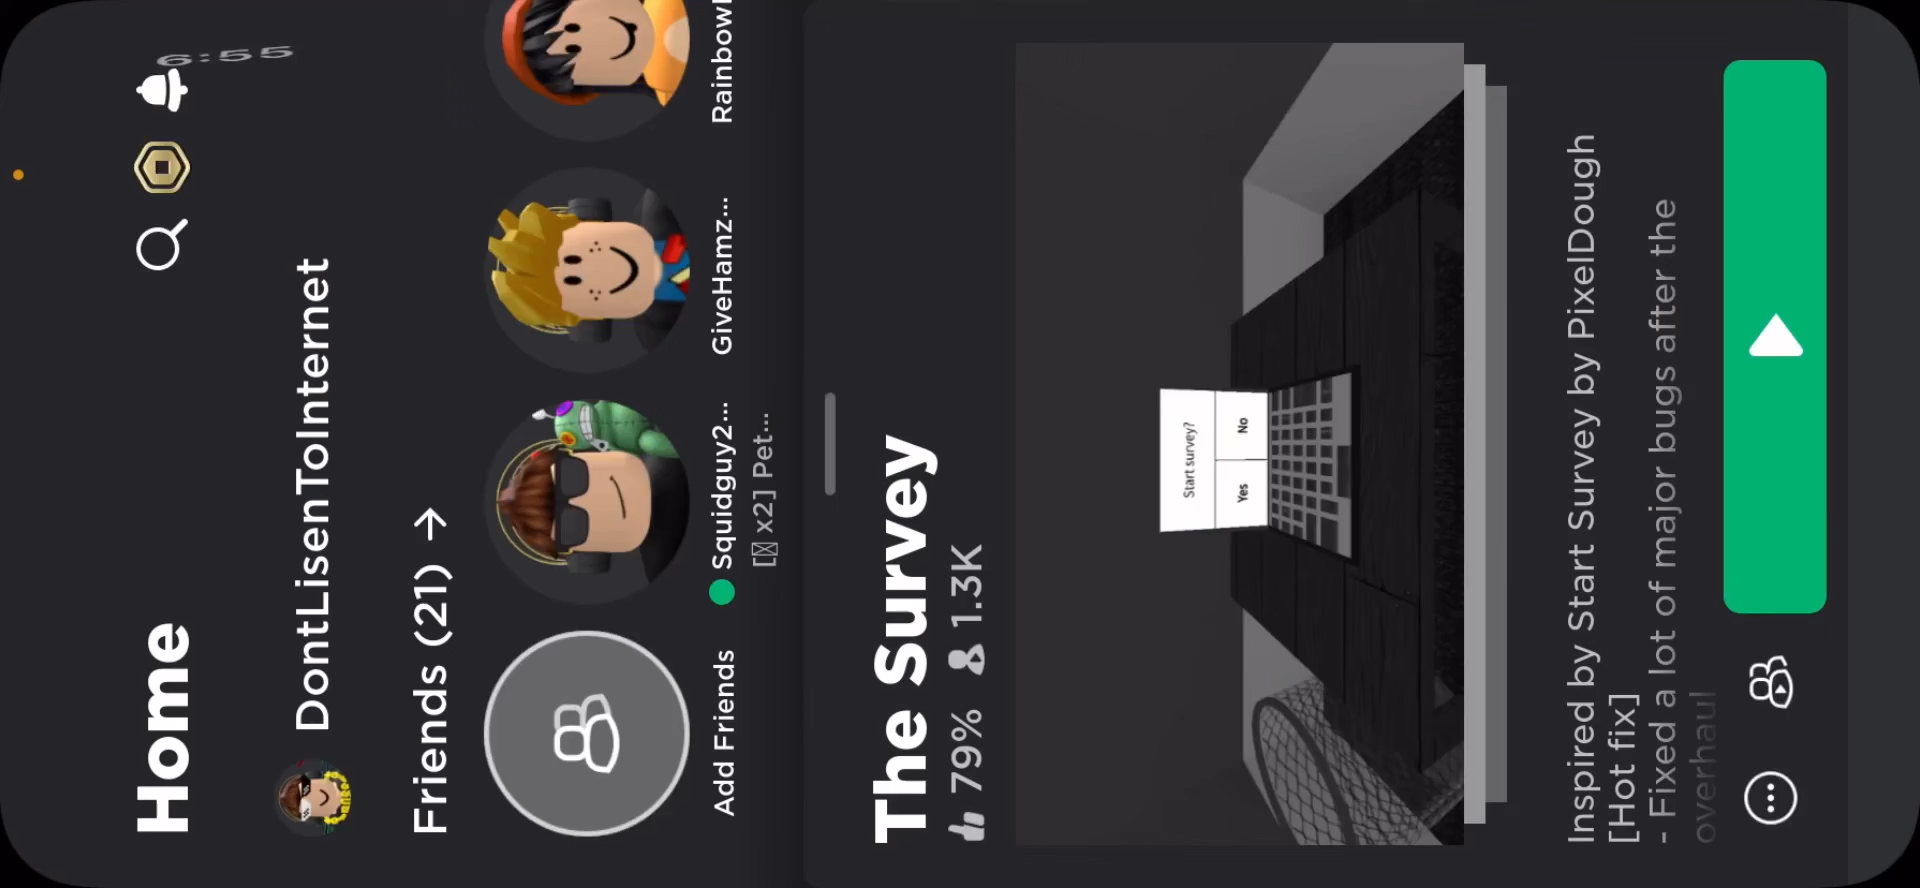 6:55
Home
DontLisenToInternet
Friends (21)
Add Friends
Squidguy2...
x2] Pet...
GiveHamz...
The Survey
79% 1.3K
Start survey?
Yes No
Inspired by Start Survey by PixelDough
[Hot fix]
- Fixed a lot of major bugs after the
overhaul